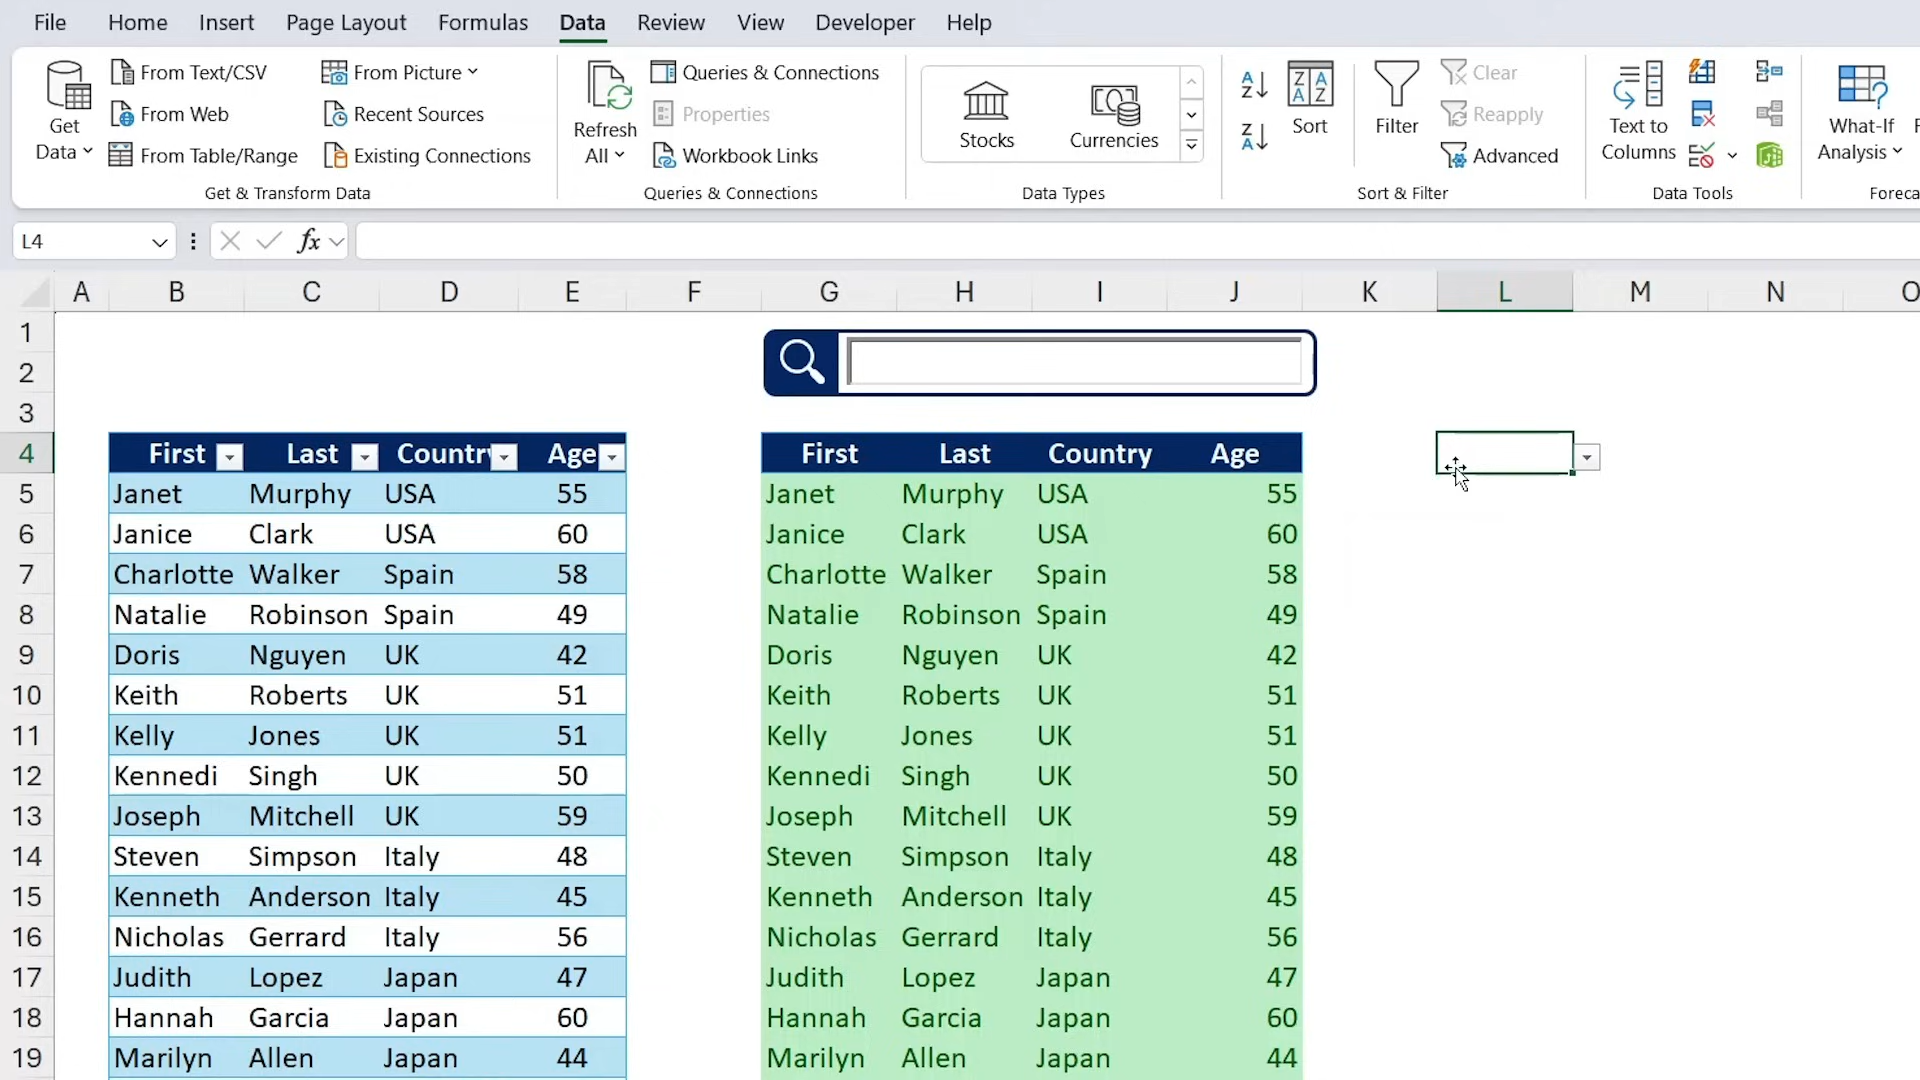 File Home Insert Page Layout Formulas Data Review View Developer Help
Get Data
From Text/CSV
From Web
From Table/Range
From Picture
Recent Sources
Existing Connections
Get & Transform Data
Refresh All
Queries & Connections
Properties
Workbook Links
Queries & Connections
Stocks
Currencies
Data Types
Sort
Filter
Clear
Reapply
Advanced
Sort & Filter
Text to Columns
Data Tools
What-If Analysis
L4 fx
A B C D E F G H I J K L M N O
1
2
3
4 First Last Country Age First Last Country Age
5 Janet Murphy USA 55 Janet Murphy USA 55
6 Janice Clark USA 60 Janice Clark USA 60
7 Charlotte Walker Spain 58 Charlotte Walker Spain 58
8 Natalie Robinson Spain 49 Natalie Robinson Spain 49
9 Doris Nguyen UK 42 Doris Nguyen UK 42
10 Keith Roberts UK 51 Keith Roberts UK 51
11 Kelly Jones UK 51 Kelly Jones UK 51
12 Kennedi Singh UK 50 Kennedi Singh UK 50
13 Joseph Mitchell UK 59 Joseph Mitchell UK 59
14 Steven Simpson Italy 48 Steven Simpson Italy 48
15 Kenneth Anderson Italy 45 Kenneth Anderson Italy 45
16 Nicholas Gerrard Italy 56 Nicholas Gerrard Italy 56
17 Judith Lopez Japan 47 Judith Lopez Japan 47
18 Hannah Garcia Japan 60 Hannah Garcia Japan 60
19 Marilyn Allen Japan 44 Marilyn Allen Japan 44